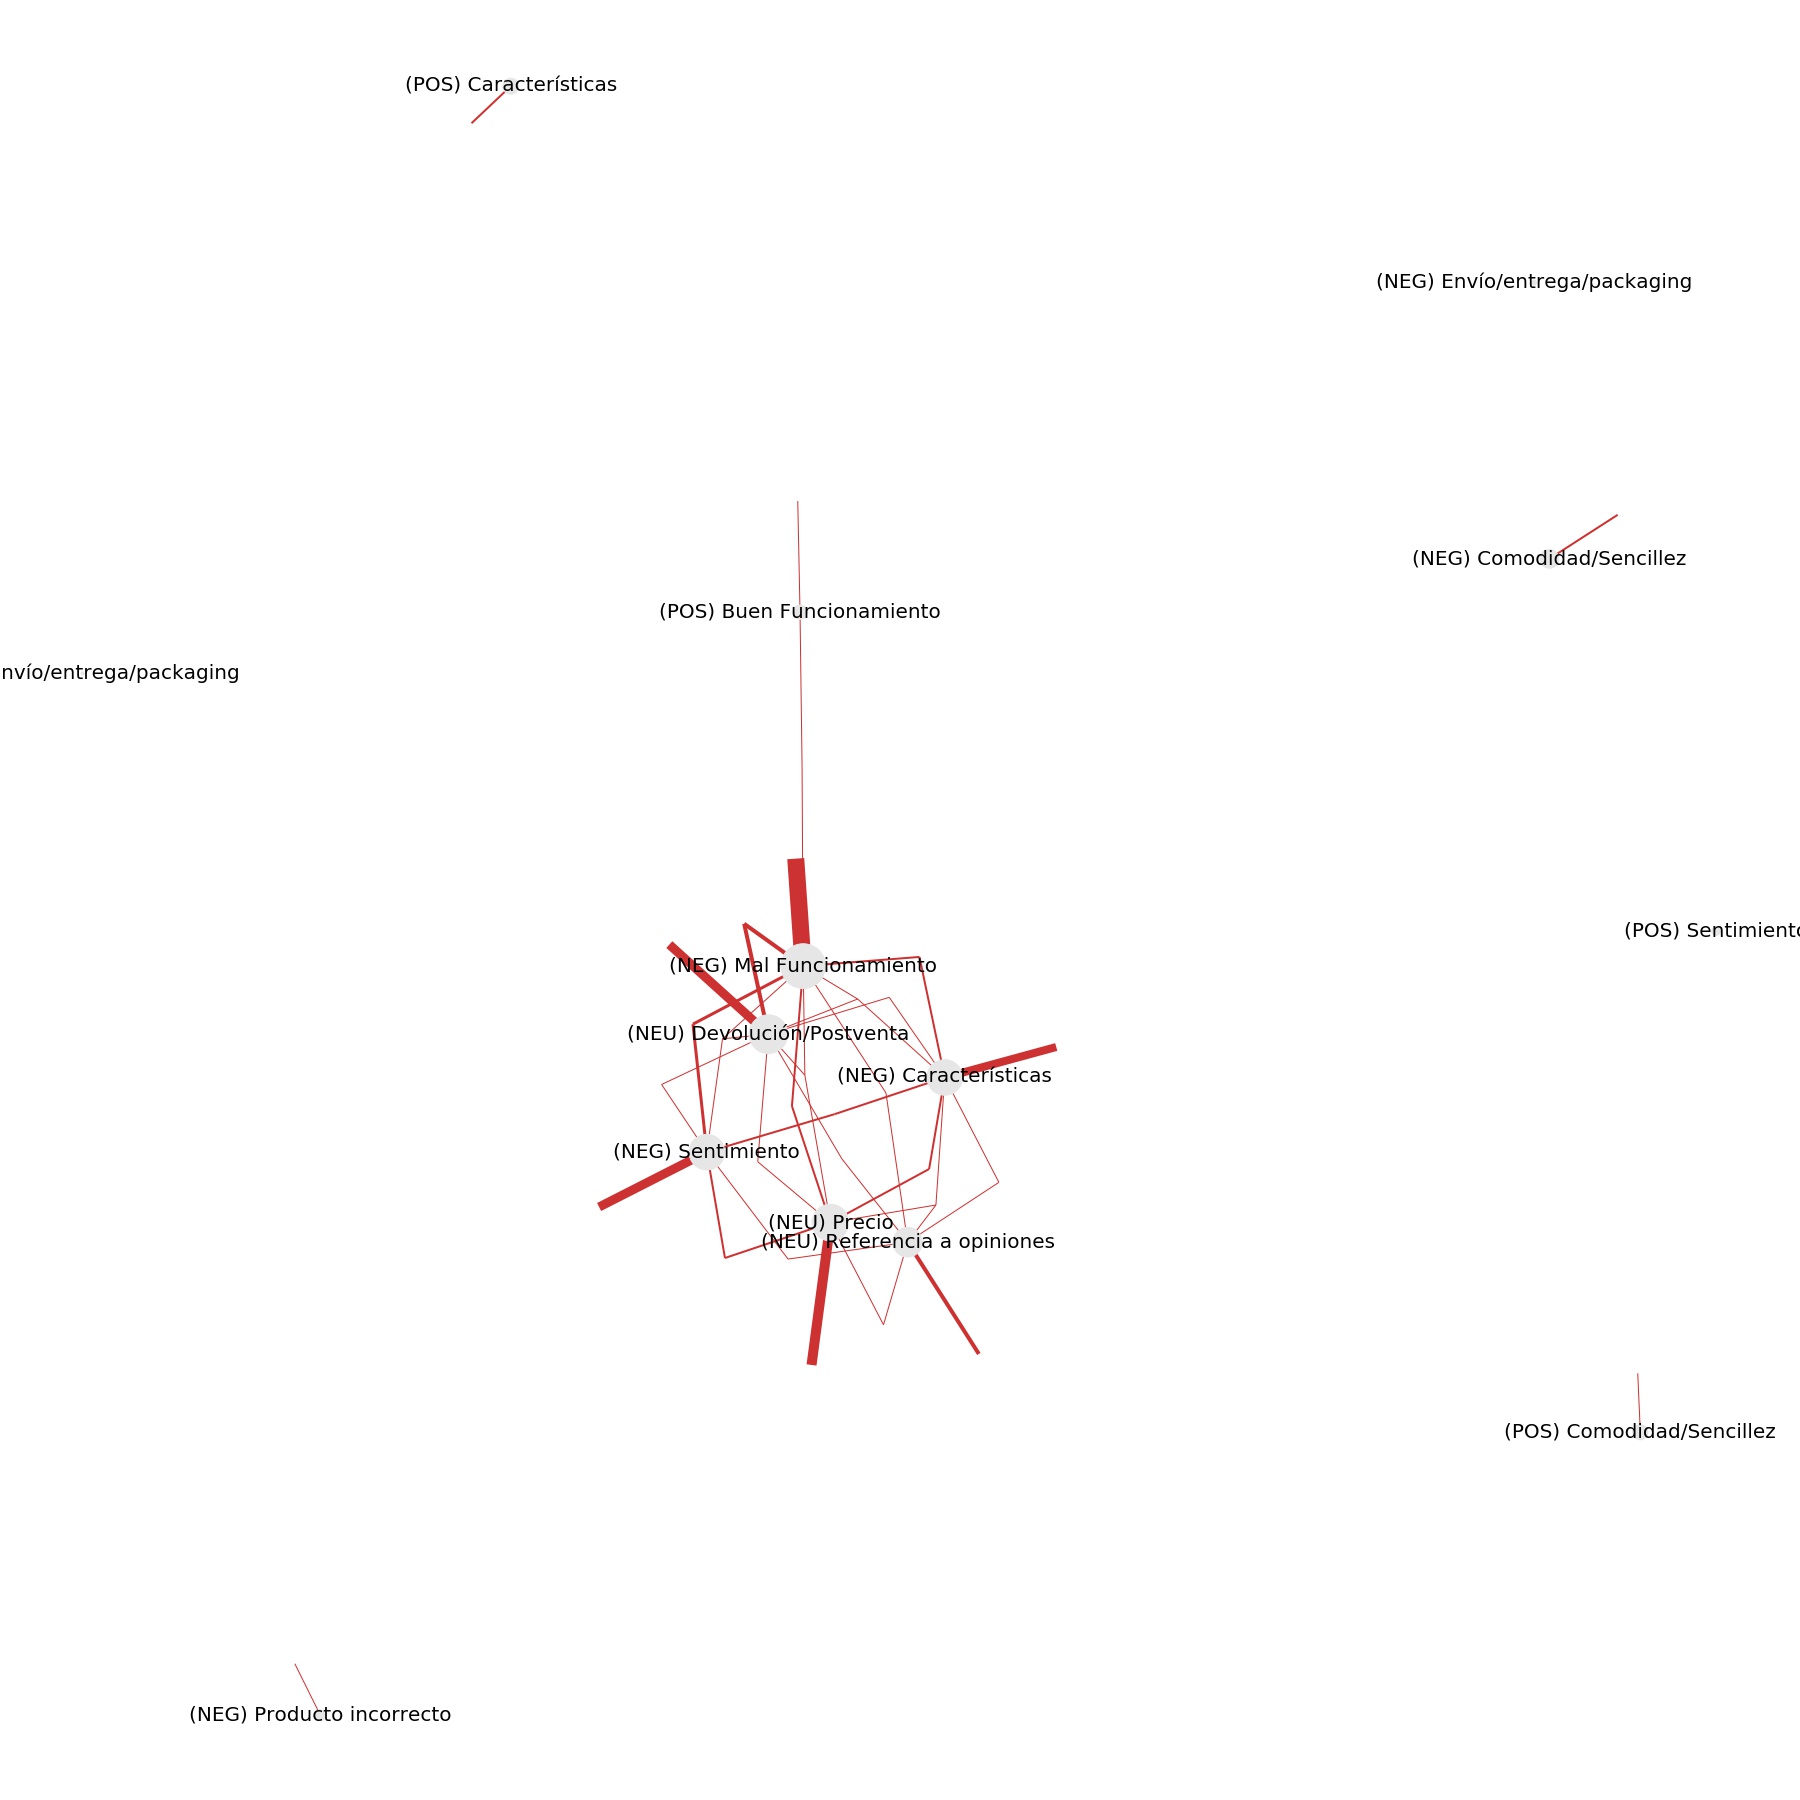 (POS) Características
(NEG) Envío/entrega/packaging
(NEG) Comodidad/Sencillez
(POS) Buen Funcionamiento
nvío/entrega/packaging
(POS) Sentimiento
(NEG) Mal Funcionamiento
(NEU) Devolución/Postventa
(NEG) Características
(NEG) Sentimiento
(NEU) Precio
(NEU) Referencia a opiniones
(POS) Comodidad/Sencillez
(NEG) Producto incorrecto